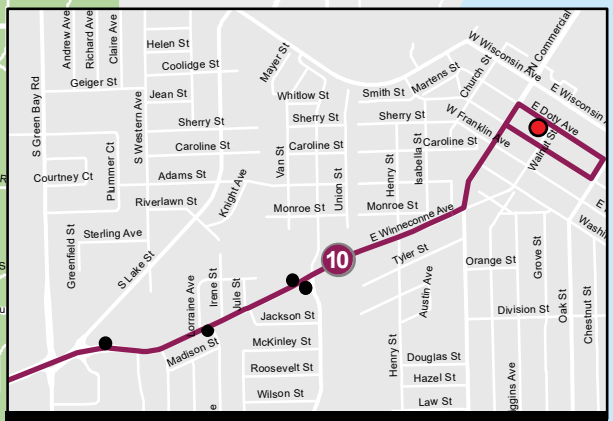 Andrew Ave
Richard Ave
Claire Ave
Helen St
Coolidge St
Mayer St
W Wisconsin Ave
N Commercial
Geiger St
Jean St
Whitlow St
Smith St
Martens St
Church St
E Wisconsin A
E Doty Ave
S Green Bay Rd
S Western Ave
Sherry St
Sherry St
Sherry St
W Franklin Ave
Walnut St
Caroline St
Caroline St
Caroline St
Plummer Ct
Courtney Ct
Adams St
Van St
Union St
Henry St
Isabella St
Knight Ave
Riverlawn St
Monroe St
Monroe St
E Winneconne Ave
E
Washi
Greenfield St
Sterling Ave
S Lake St
10
Tyler St
Orange St
Grove St
Lorraine Ave
Irene St
Jule St
Austin Ave
Oak St
Chestnut St
Jackson St
Division St
Madison St
McKinley St
Henry St
Douglas St
Roosevelt St
Hazel St
ggins Ave
Wilson St
Law St
e